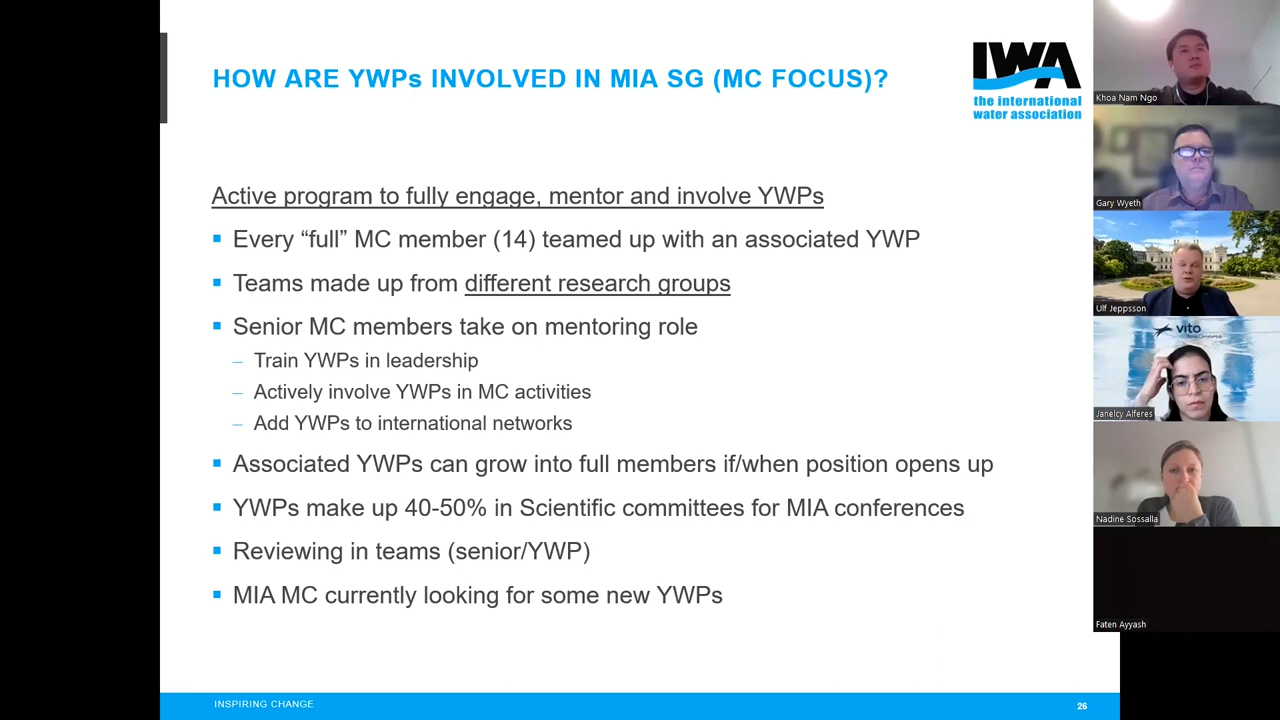 HOW ARE YWPs INVOLVED IN MIA SG (MC FOCUS)?
IWA
the international
water association
Active program to fully engage, mentor and involve YWPs
▪ Every “full” MC member (14) teamed up with an associated YWP
▪ Teams made up from different research groups
▪ Senior MC members take on mentoring role
– Train YWPs in leadership
– Actively involve YWPs in MC activities
– Add YWPs to international networks
▪ Associated YWPs can grow into full members if/when position opens up
▪ YWPs make up 40-50% in Scientific committees for MIA conferences
▪ Reviewing in teams (senior/YWP)
▪ MIA MC currently looking for some new YWPs
INSPIRING CHANGE
26
Khoa Nam Ngo
Gary Wyeth
Ulf Jeppsson
vito
Janelcy Alferes
Nadine Sossalla
Faten Ayyash